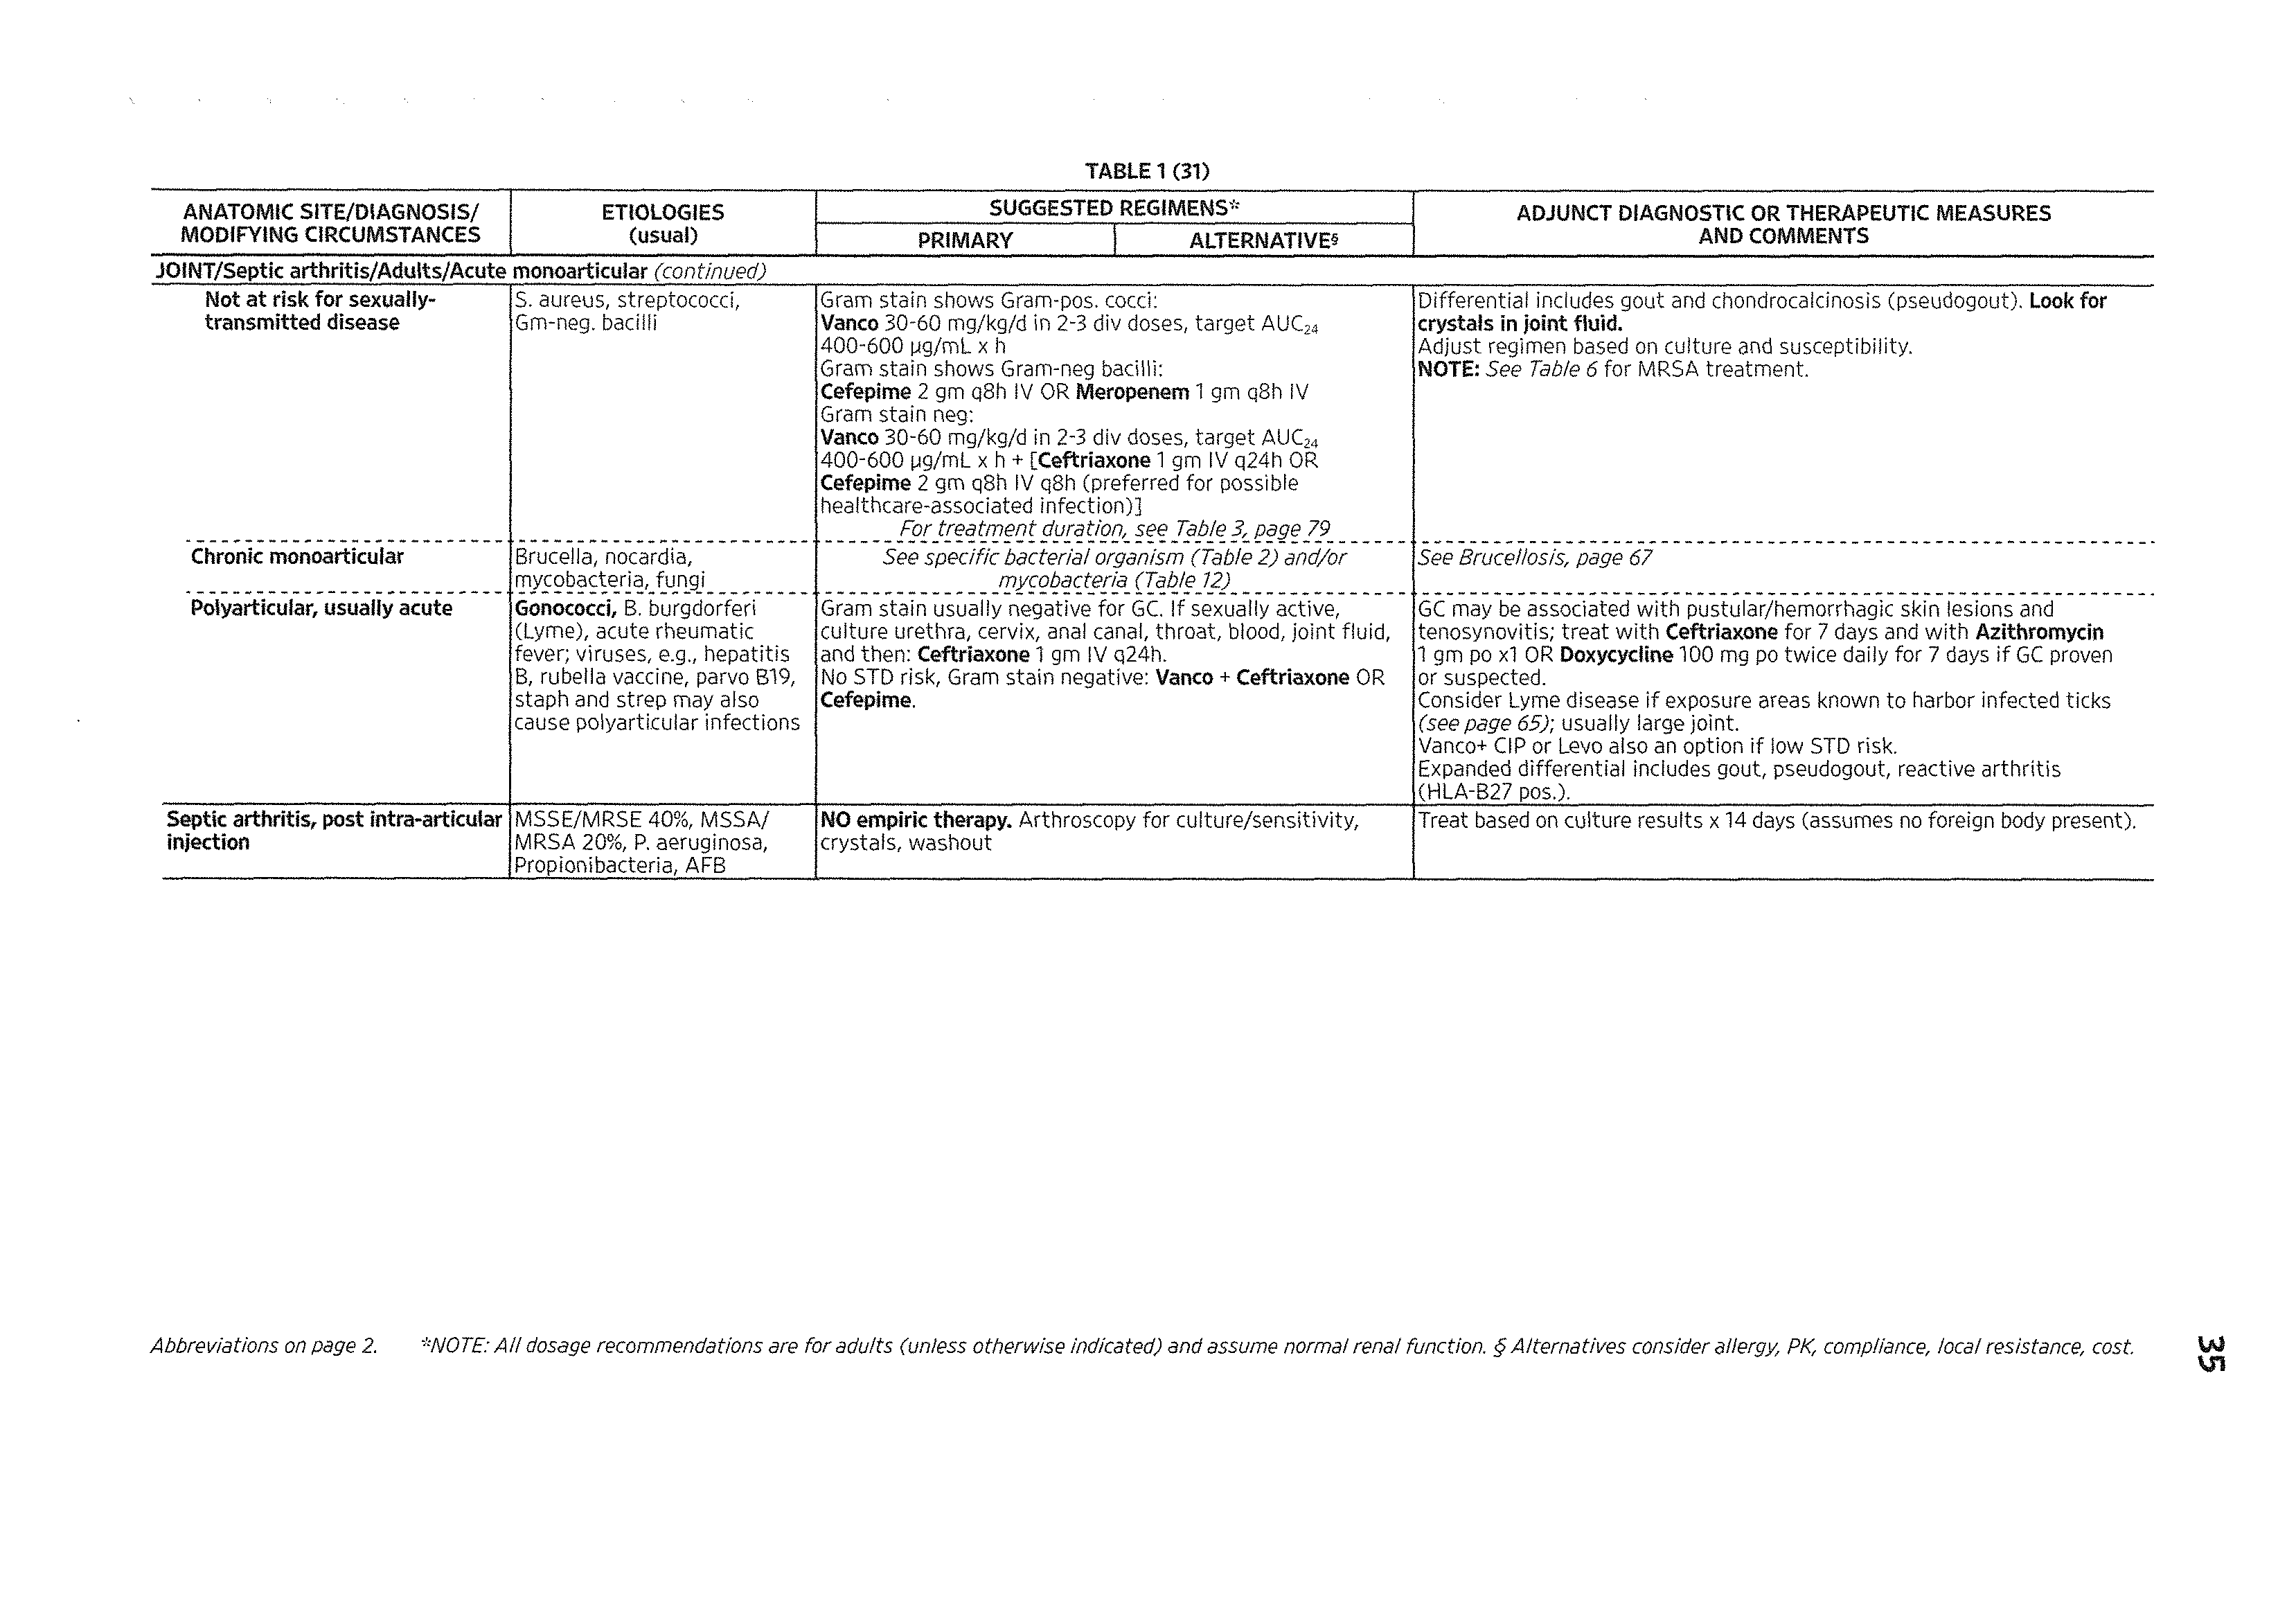 TABLE 1 (31)
ANATOMIC SITE/DIAGNOSIS/
MODIFYING CIRCUMSTANCES
ETIOLOGIES
(usual)
SUGGESTED REGIMENS*
PRIMARY
ALTERNATIVE§
ADJUNCT DIAGNOSTIC OR THERAPEUTIC MEASURES
AND COMMENTS
JOINT/Septic arthritis/Adults/Acute monoarticular (continued)
Not at risk for sexually-
transmitted disease
S. aureus, streptococci,
Gm-neg. bacilli
Gram stain shows Gram-pos. cocci:
Vanco 30-60 mg/kg/d in 2-3 div doses, target AUC₂₄
400-600 µg/mL x h
Gram stain shows Gram-neg bacilli:
Cefepime 2 gm q8h IV OR Meropenem 1 gm q8h IV
Gram stain neg:
Vanco 30-60 mg/kg/d in 2-3 div doses, target AUC₂₄
400-600 µg/mL x h + [Ceftriaxone 1 gm IV q24h OR
Cefepime 2 gm q8h IV q8h (preferred for possible
healthcare-associated infection)]
For treatment duration, see Table 3, page 79
Differential includes gout and chondrocalcinosis (pseudogout). Look for
crystals in joint fluid.
Adjust regimen based on culture and susceptibility.
NOTE: See Table 6 for MRSA treatment.
Chronic monoarticular
Brucella, nocardia,
mycobacteria, fungi
See specific bacterial organism (Table 2) and/or
mycobacteria (Table 12)
See Brucellosis, page 67
Polyarticular, usually acute
Gonococci, B. burgdorferi
(Lyme), acute rheumatic
fever; viruses, e.g., hepatitis
B, rubella vaccine, parvo B19,
staph and strep may also
cause polyarticular infections
Gram stain usually negative for GC. If sexually active,
culture urethra, cervix, anal canal, throat, blood, joint fluid,
and then: Ceftriaxone 1 gm IV q24h.
No STD risk, Gram stain negative: Vanco + Ceftriaxone OR
Cefepime.
GC may be associated with pustular/hemorrhagic skin lesions and
tenosynovitis; treat with Ceftriaxone for 7 days and with Azithromycin
1 gm po x1 OR Doxycycline 100 mg po twice daily for 7 days if GC proven
or suspected.
Consider Lyme disease if exposure areas known to harbor infected ticks
(see page 65); usually large joint.
Vanco+ CIP or Levo also an option if low STD risk.
Expanded differential includes gout, pseudogout, reactive arthritis
(HLA-B27 pos.).
Septic arthritis, post intra-articular
injection
MSSE/MRSE 40%, MSSA/
MRSA 20%, P. aeruginosa,
Propionibacteria, AFB
NO empiric therapy. Arthroscopy for culture/sensitivity,
crystals, washout
Treat based on culture results x 14 days (assumes no foreign body present).
Abbreviations on page 2. *NOTE: All dosage recommendations are for adults (unless otherwise indicated) and assume normal renal function. § Alternatives consider allergy, PK, compliance, local resistance, cost.
35